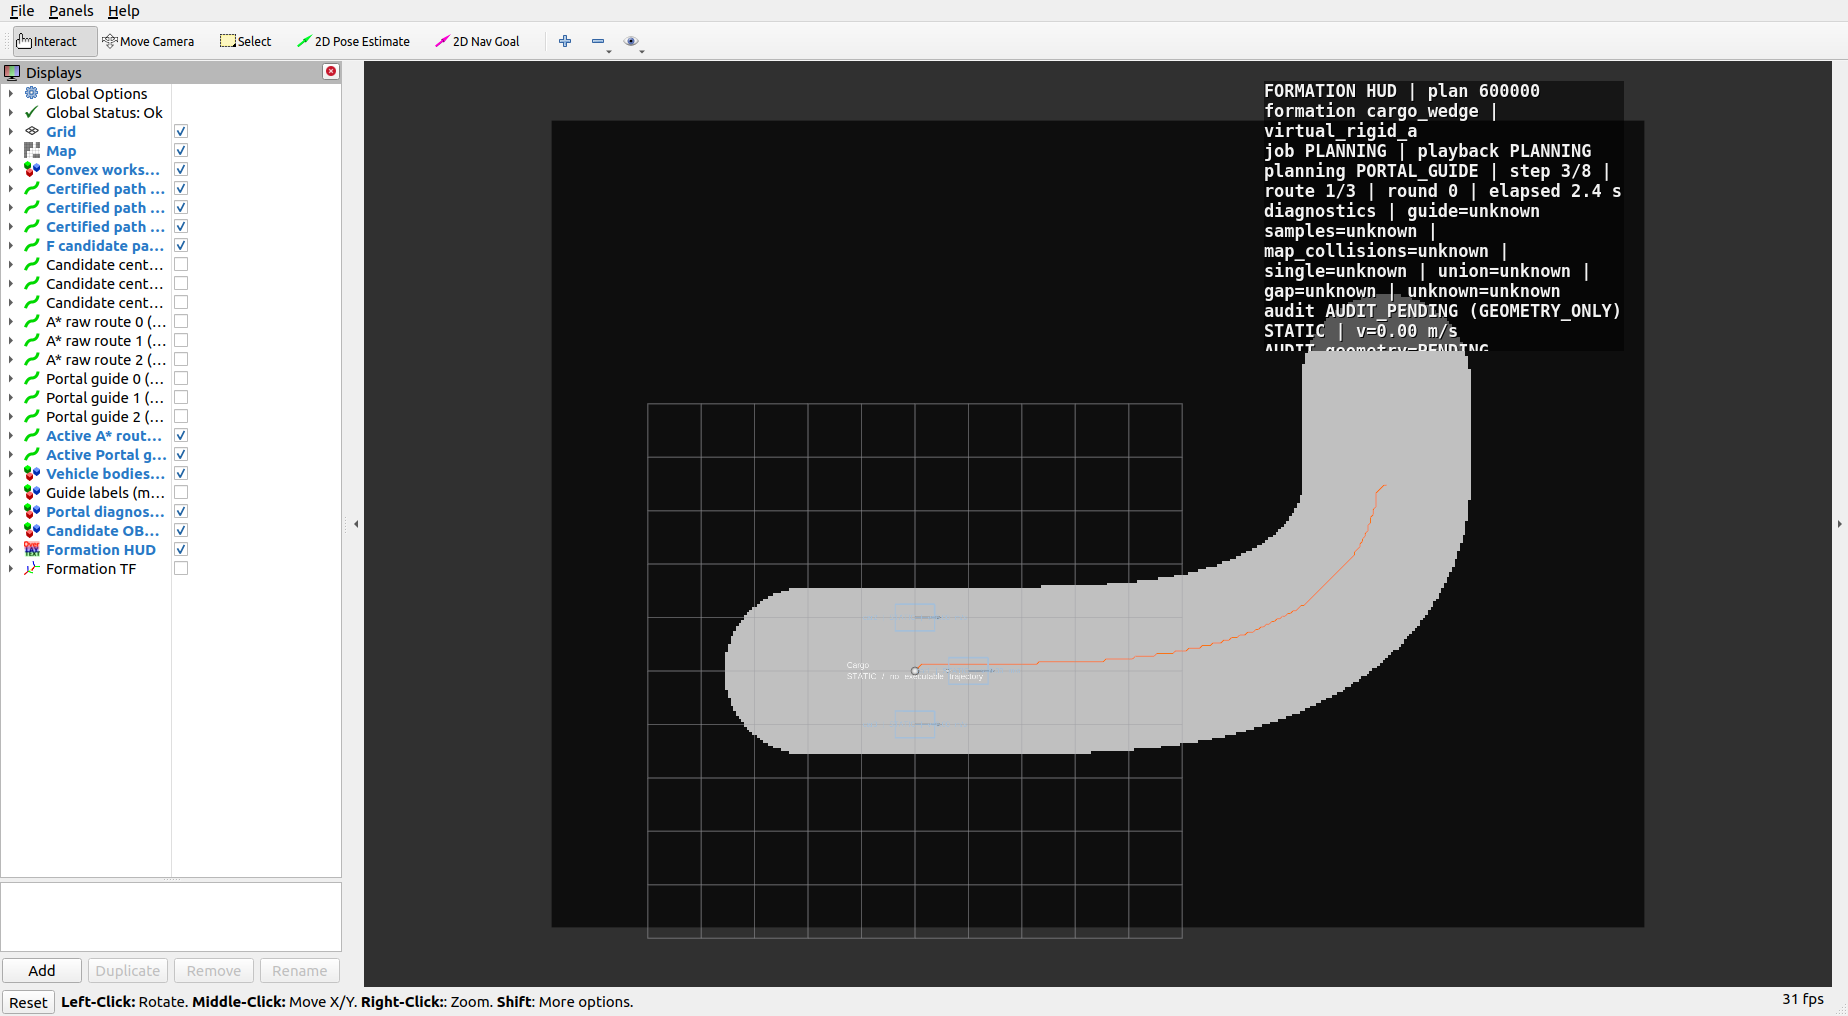 File Panels Help
Interact Move Camera Select 2D Pose Estimate 2D Nav Goal
Displays
Global Options
Global Status: Ok
Grid
Map
Convex works...
Certified path ...
Certified path ...
Certified path ...
F candidate pa...
Candidate cent...
Candidate cent...
Candidate cent...
A* raw route 0 (...
A* raw route 1 (...
A* raw route 2 (...
Portal guide 0 (...
Portal guide 1 (...
Portal guide 2 (...
Active A* rout...
Active Portal g...
Vehicle bodies...
Guide labels (m...
Portal diagnos...
Candidate OB...
Formation HUD
Formation TF
FORMATION HUD | plan 600000
formation cargo_wedge |
virtual_rigid_a
job PLANNING | playback PLANNING
planning PORTAL_GUIDE | step 3/8 |
route 1/3 | round 0 | elapsed 2.4 s
diagnostics | guide=unknown
samples=unknown |
map_collisions=unknown |
single=unknown | union=unknown |
gap=unknown | unknown=unknown
audit AUDIT_PENDING (GEOMETRY_ONLY)
STATIC | v=0.00 m/s
AUDIT geometry=PENDING
Cargo
STATIC / no executable trajectory
Add Duplicate Remove Rename
Reset Left-Click: Rotate. Middle-Click: Move X/Y. Right-Click:: Zoom. Shift: More options. 31 fps